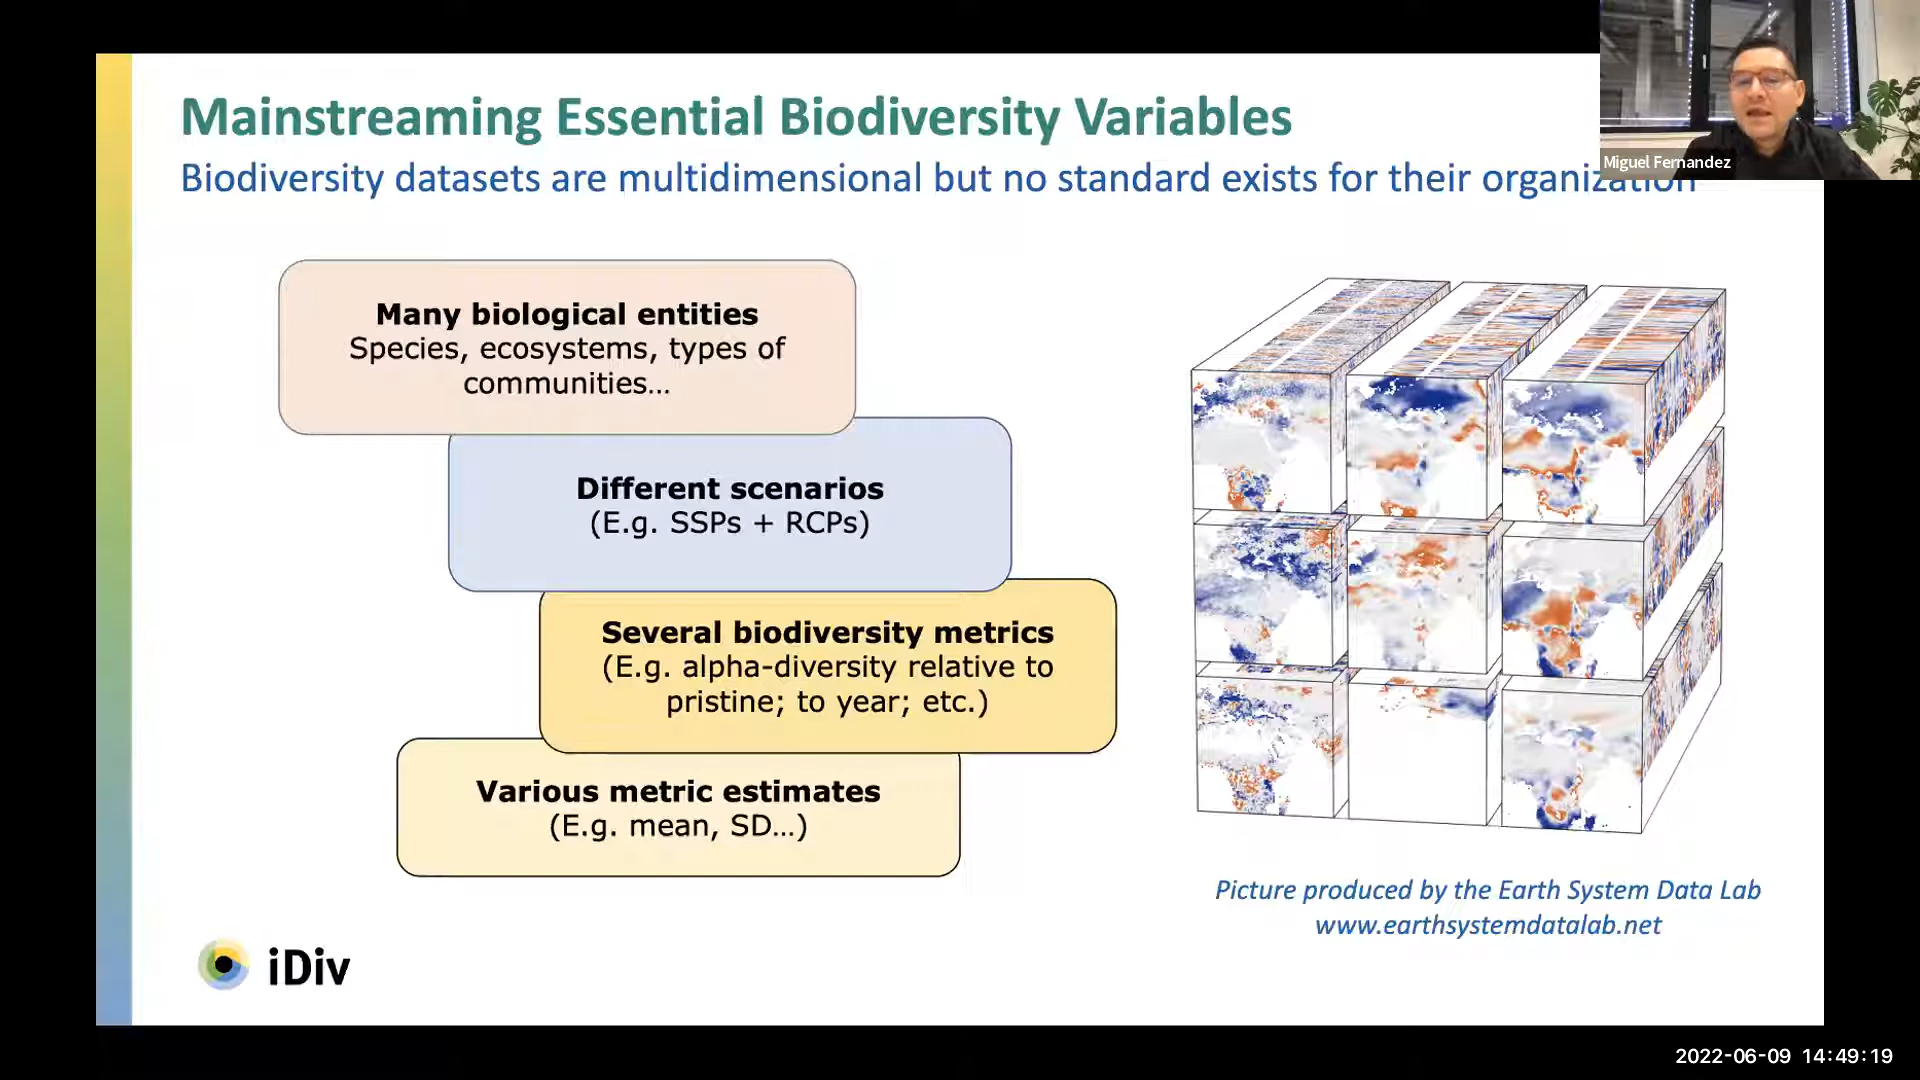 Mainstreaming Essential Biodiversity Variables
Biodiversity datasets are multidimensional but no standard exists for their organization
Miguel Fernandez
Many biological entities
Species, ecosystems, types of
communities...
Different scenarios
(E.g. SSPs + RCPs)
Several biodiversity metrics
(E.g. alpha-diversity relative to
pristine; to year; etc.)
Various metric estimates
(E.g. mean, SD...)
Picture produced by the Earth System Data Lab
www.earthsystemdatalab.net
iDiv
2022-06-09 14:49:19